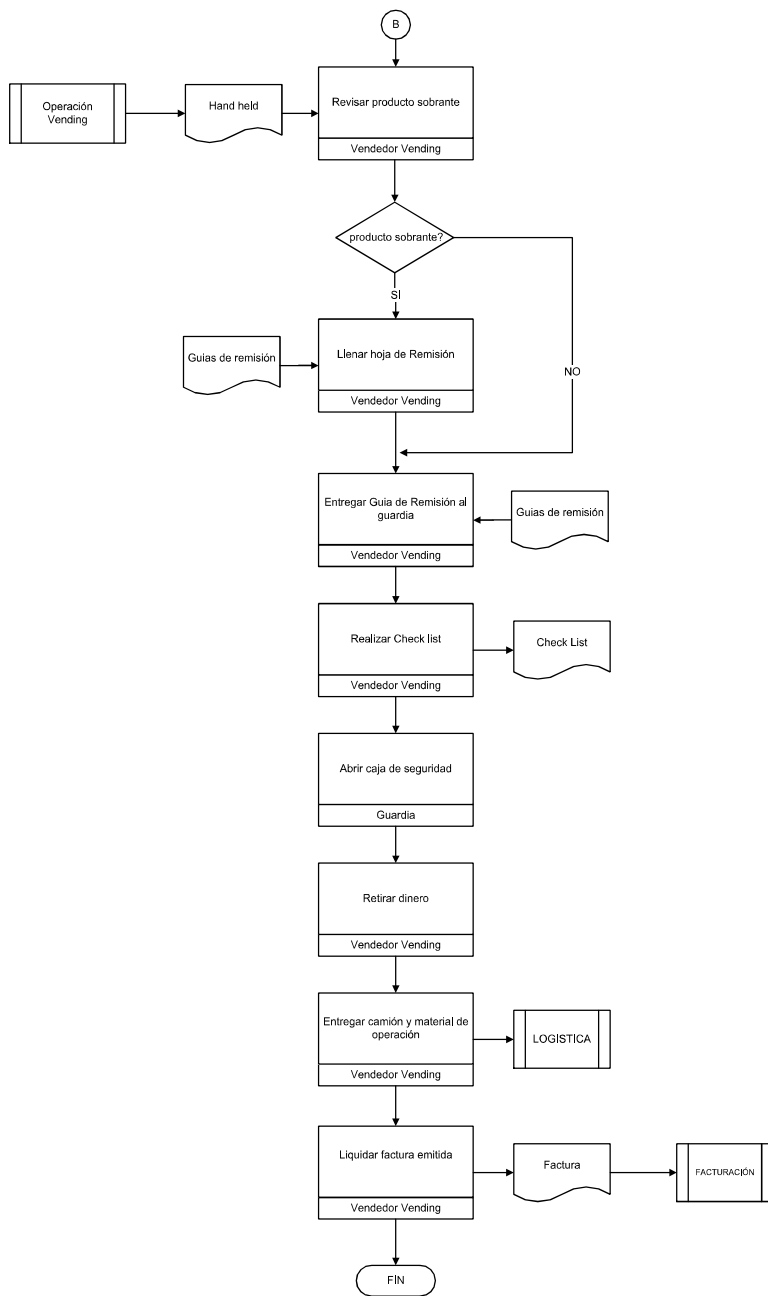 B
Operación
Vending
Hand held
Revisar producto sobrante
Vendedor Vending
producto sobrante?
SI
Guias de remisión
Llenar hoja de Remisión
NO
Vendedor Vending
Entregar Guia de Remisión al
guardia
Guias de remisión
Vendedor Vending
Realizar Check list
Check List
Vendedor Vending
Abrir caja de seguridad
Guardia
Retirar dinero
Vendedor Vending
Entregar camión y material de
operación
LOGISTICA
Vendedor Vending
Liquidar factura emitida
Factura
FACTURACIÓN
Vendedor Vending
FIN